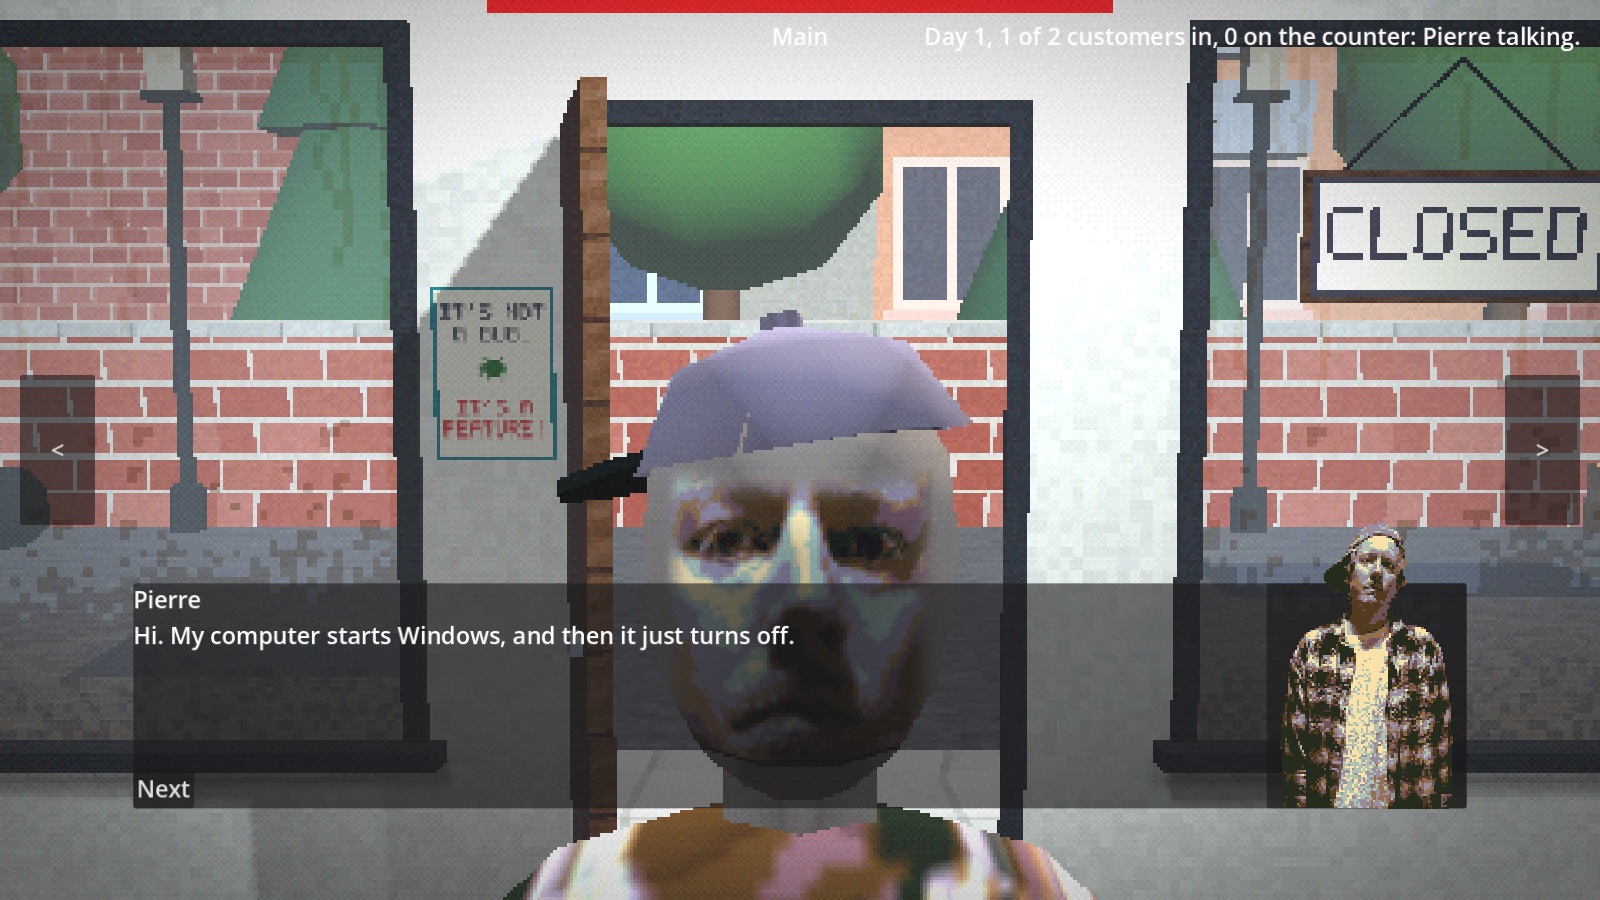 Main
Day 1, 1 of 2 customers in, 0 on the counter: Pierre talking.
CLOSED
IT'S NOT
A BUG.
IT'S A
FEATURE!
<
>
Pierre
Hi. My computer starts Windows, and then it just turns off.
Next